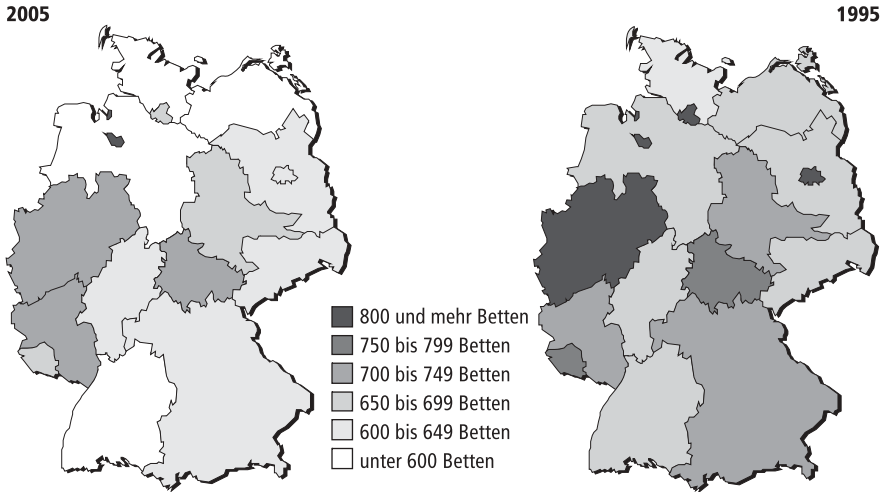 2005
1995
800 und mehr Betten
750 bis 799 Betten
700 bis 749 Betten
650 bis 699 Betten
600 bis 649 Betten
unter 600 Betten